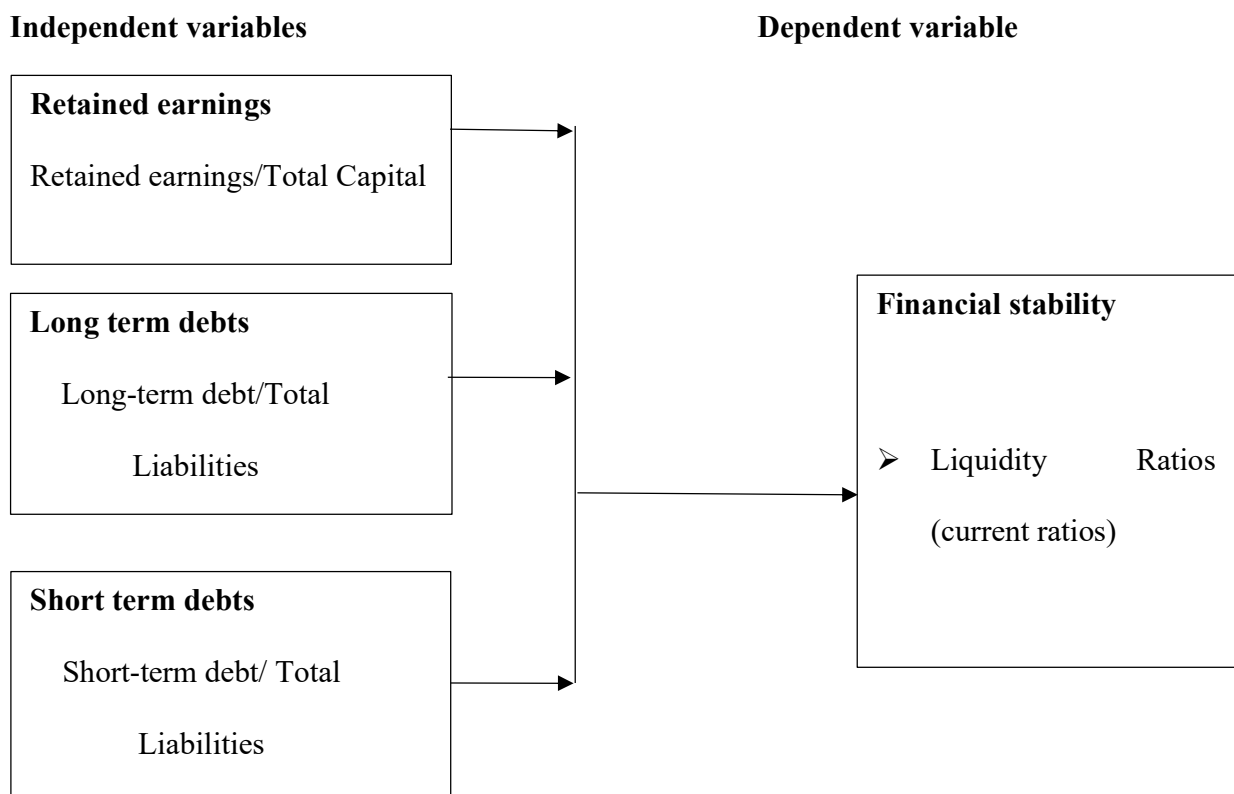 Independent variables
Dependent variable
Retained earnings
Retained earnings/Total Capital
Long term debts
Long-term debt/Total
Liabilities
Short term debts
Short-term debt/ Total
Liabilities
Financial stability
➢ Liquidity Ratios
(current ratios)